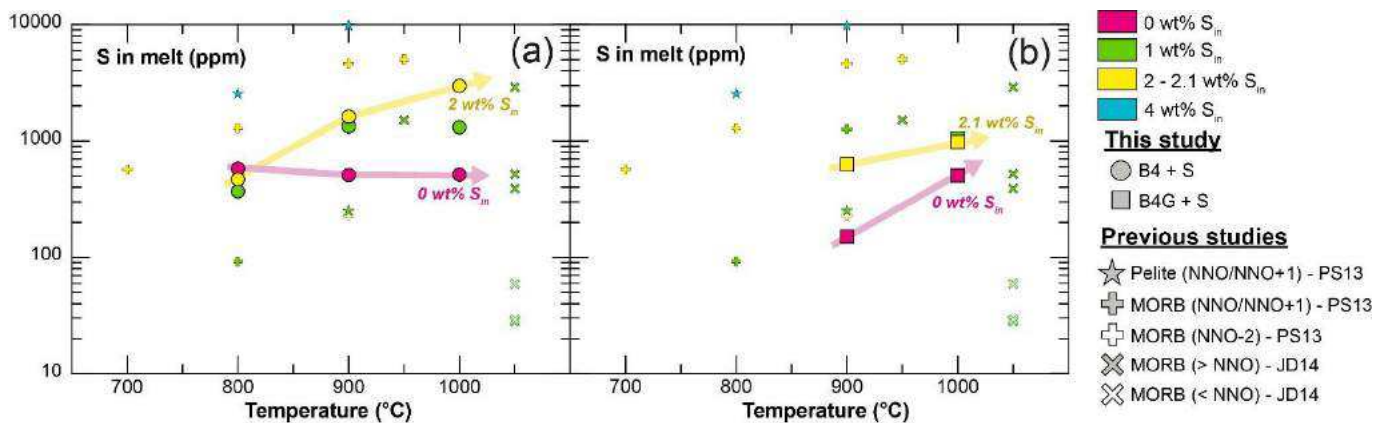 10000
1000
100
10
S in melt (ppm)
(a)
2 wt% S_in
0 wt% S_in
700
800
900
1000
Temperature (°C)
S in melt (ppm)
(b)
2.1 wt% S_in
0 wt% S_in
700
800
900
1000
Temperature (°C)
0 wt% S_in
1 wt% S_in
2 - 2.1 wt% S_in
4 wt% S_in
This study
B4 + S
B4G + S
Previous studies
Pelite (NNO/NNO+1) - PS13
MORB (NNO/NNO+1) - PS13
MORB (NNO-2) - PS13
MORB (> NNO) - JD14
MORB (< NNO) - JD14